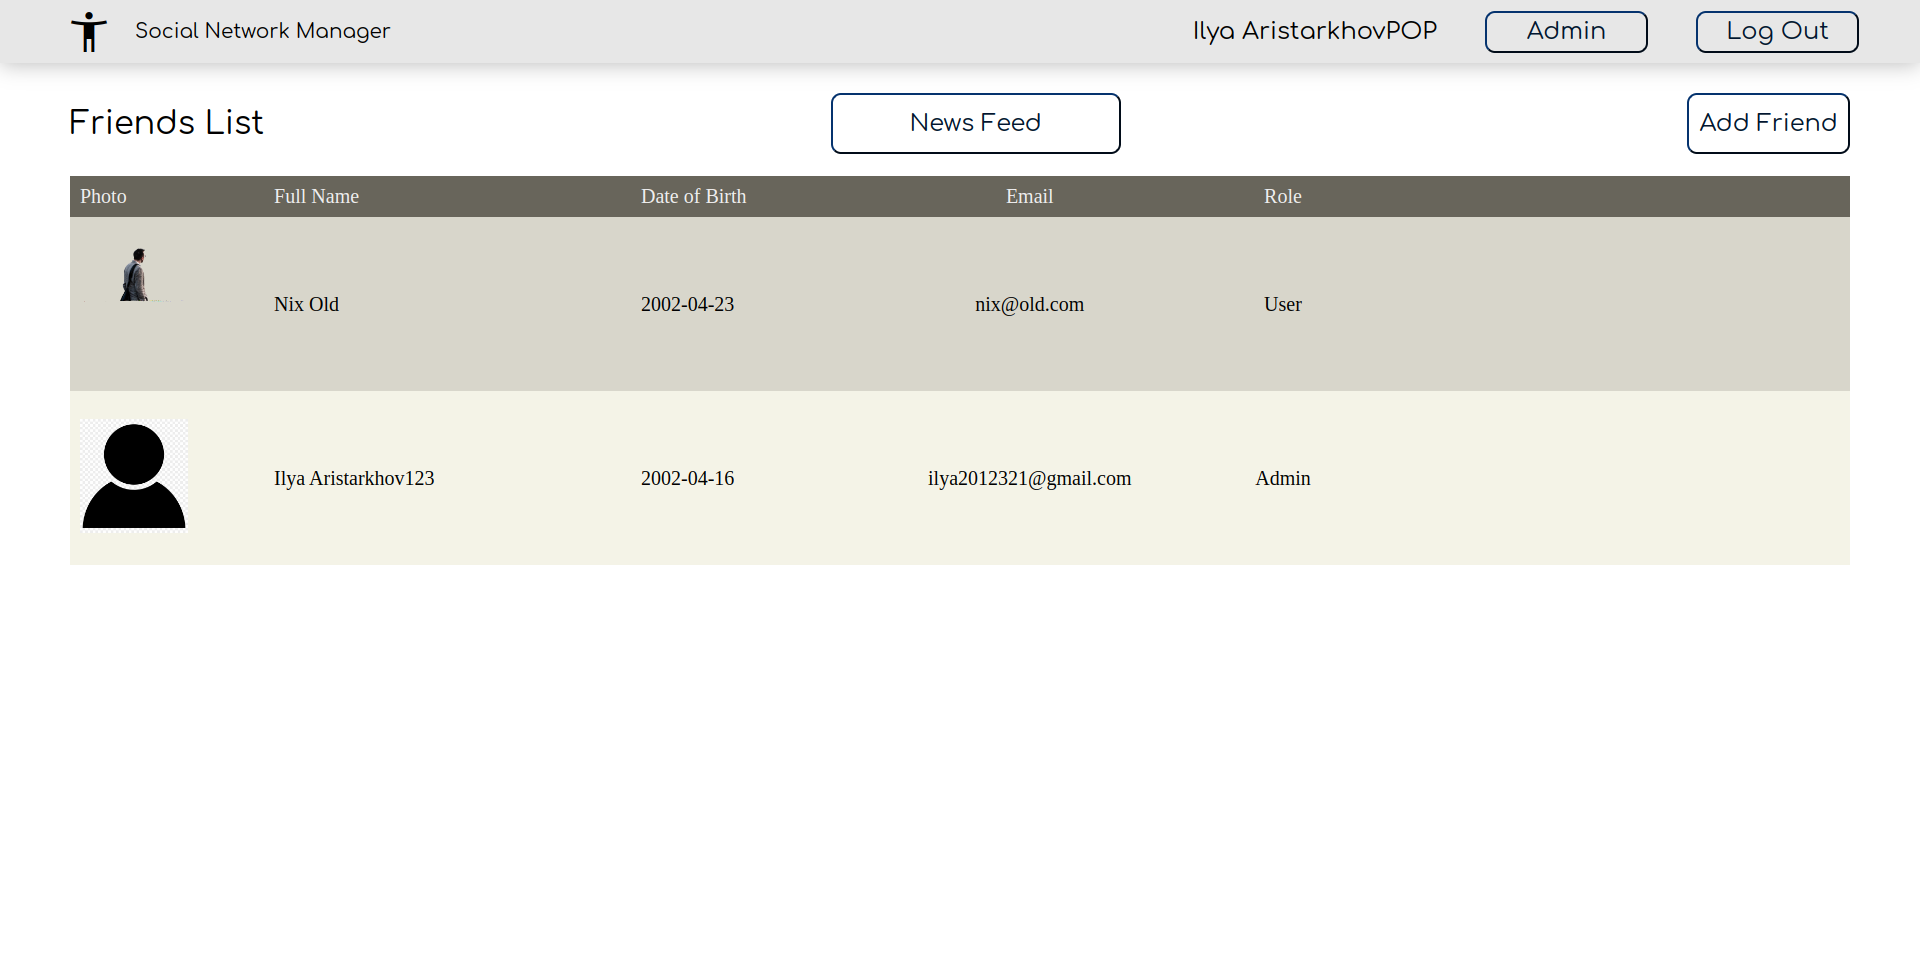 Social Network Manager Ilya AristarkhovPOP Admin Log Out
Friends List News Feed Add Friend
Photo Full Name Date of Birth Email Role
Nix Old 2002-04-23 nix@old.com User
Ilya Aristarkhov123 2002-04-16 ilya2012321@gmail.com Admin